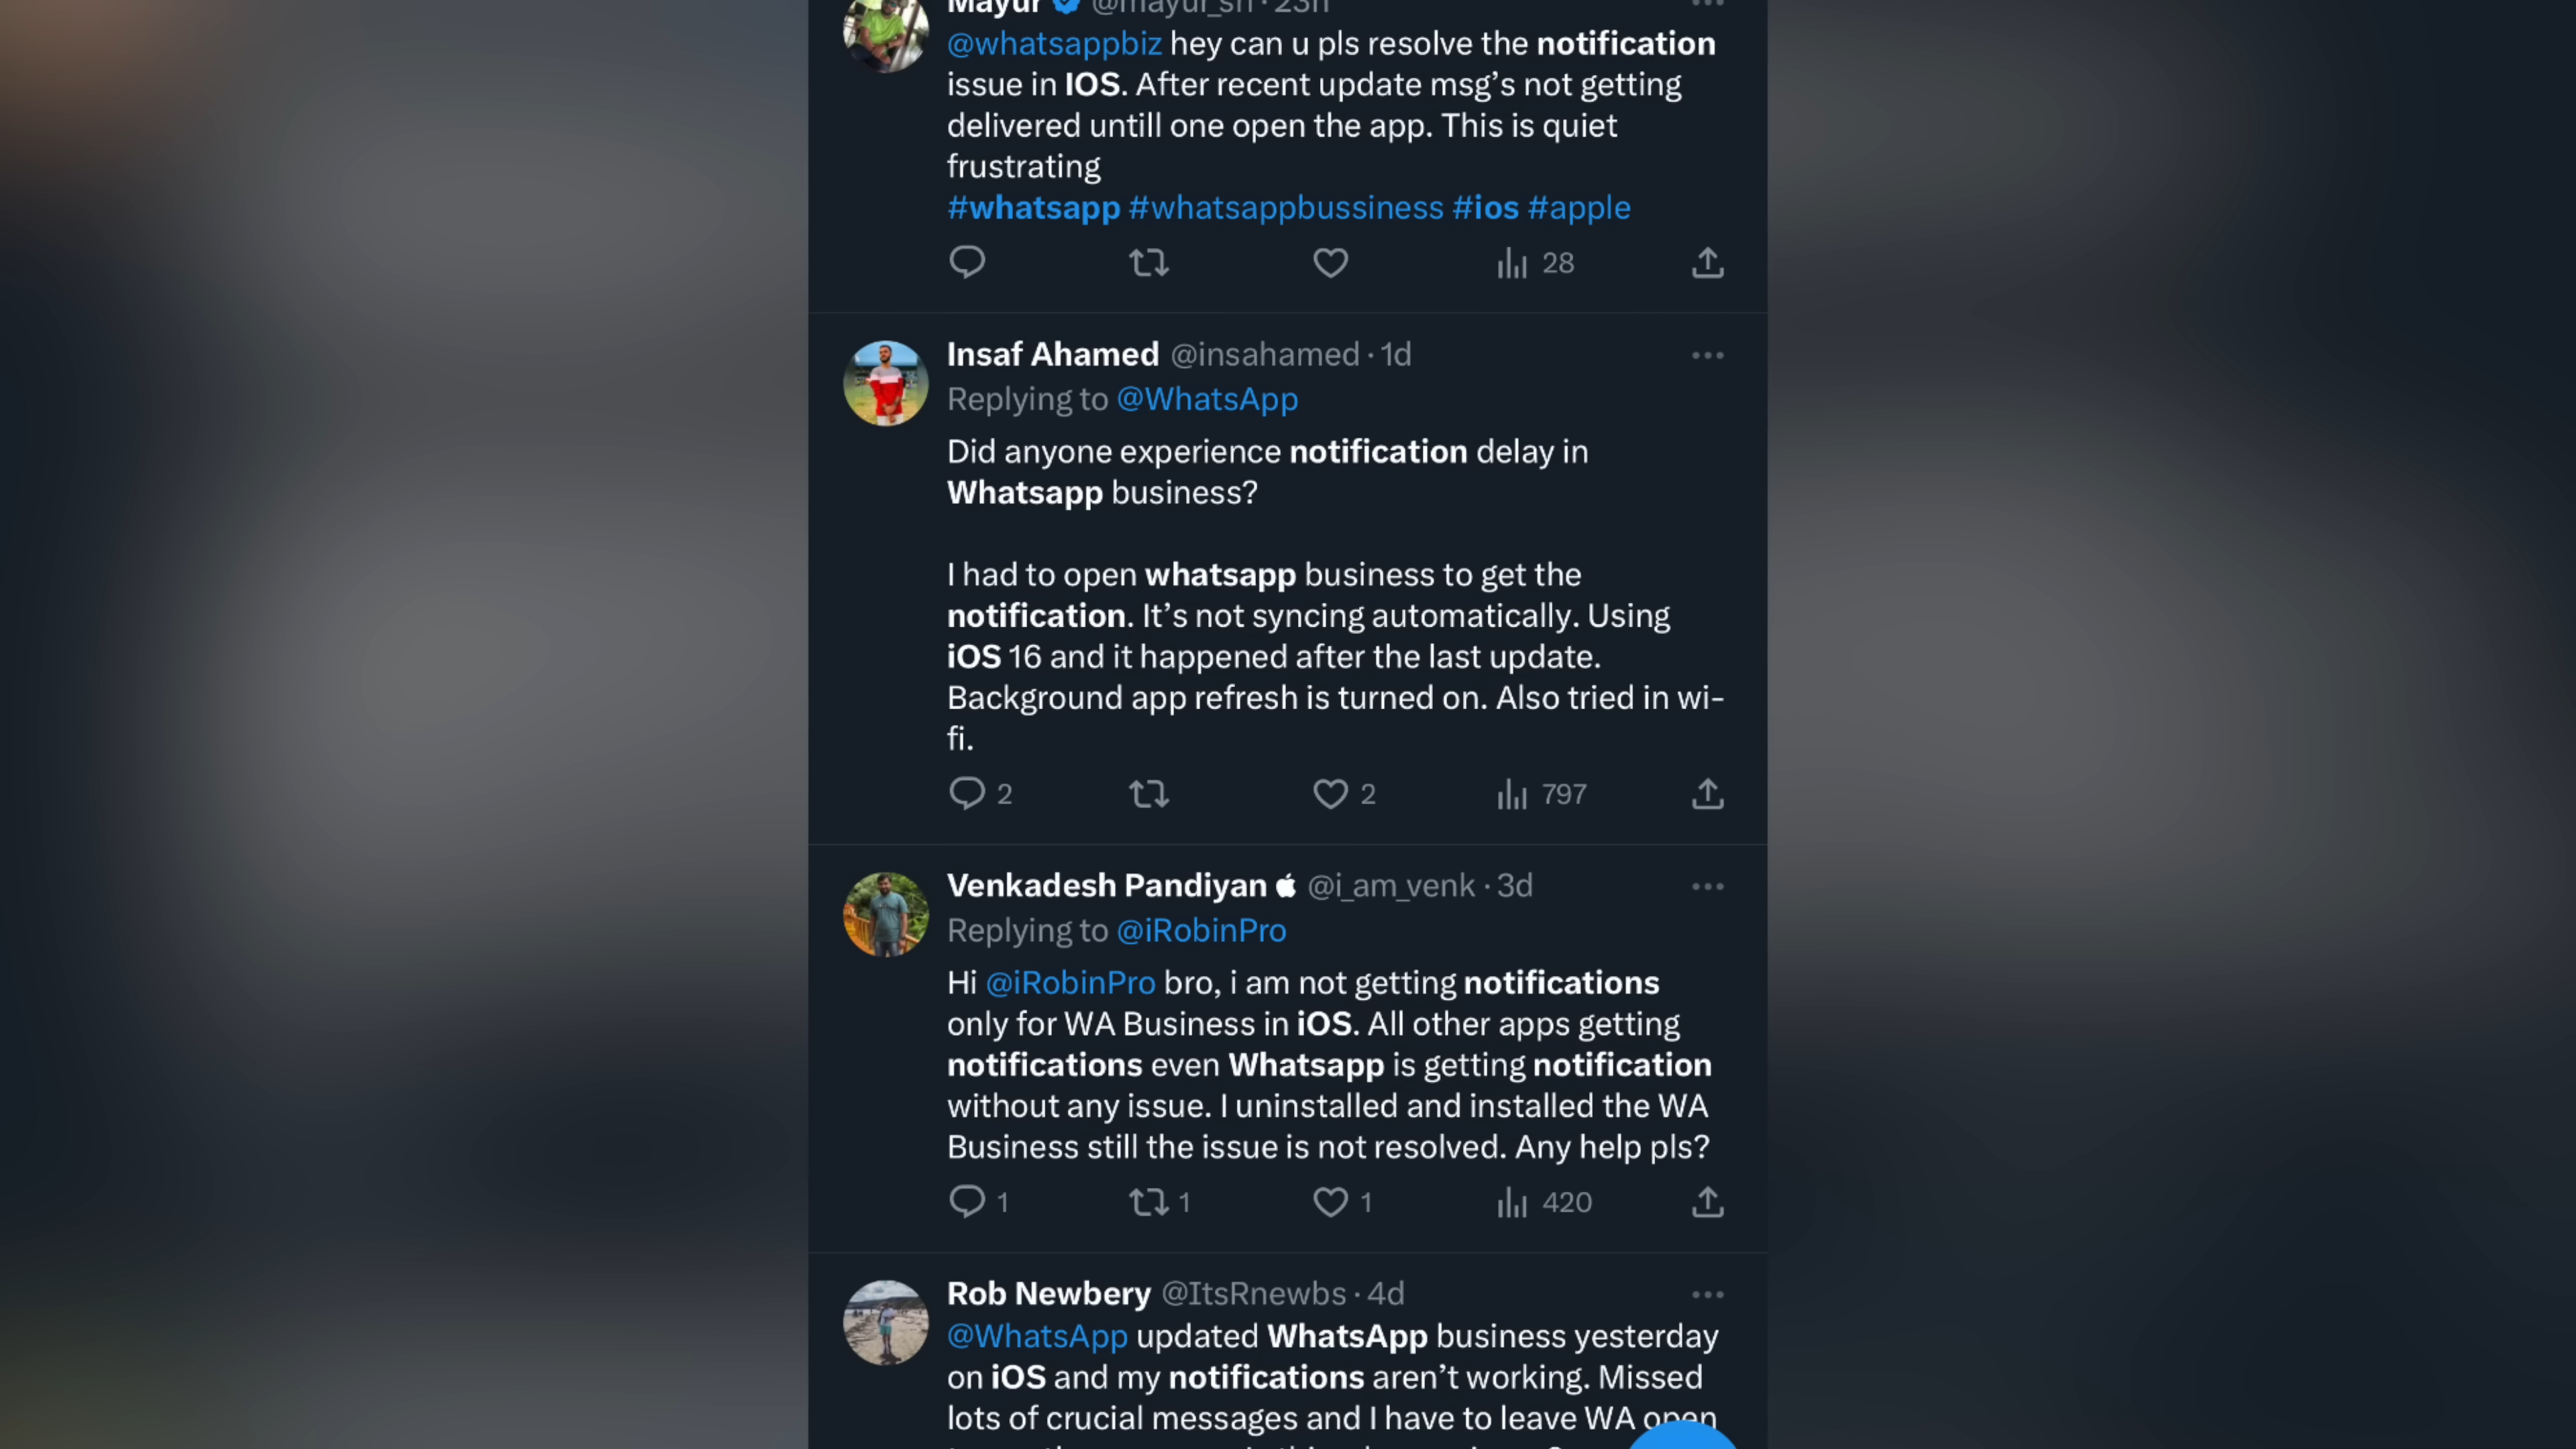 Mayur @mayur_sh · 23h
@whatsappbiz hey can u pls resolve the notification
issue in IOS. After recent update msg’s not getting
delivered untill one open the app. This is quiet
frustrating
#whatsapp #whatsappbussiness #ios #apple
28
Insaf Ahamed @insahamed · 1d
Replying to @WhatsApp
Did anyone experience notification delay in
Whatsapp business?
I had to open whatsapp business to get the
notification. It’s not syncing automatically. Using
iOS 16 and it happened after the last update.
Background app refresh is turned on. Also tried in wi-
fi.
2 2 797
Venkadesh Pandiyan @i_am_venk · 3d
Replying to @iRobinPro
Hi @iRobinPro bro, i am not getting notifications
only for WA Business in iOS. All other apps getting
notifications even Whatsapp is getting notification
without any issue. I uninstalled and installed the WA
Business still the issue is not resolved. Any help pls?
1 1 1 420
Rob Newbery @ItsRnewbs · 4d
@WhatsApp updated WhatsApp business yesterday
on iOS and my notifications aren’t working. Missed
lots of crucial messages and I have to leave WA open